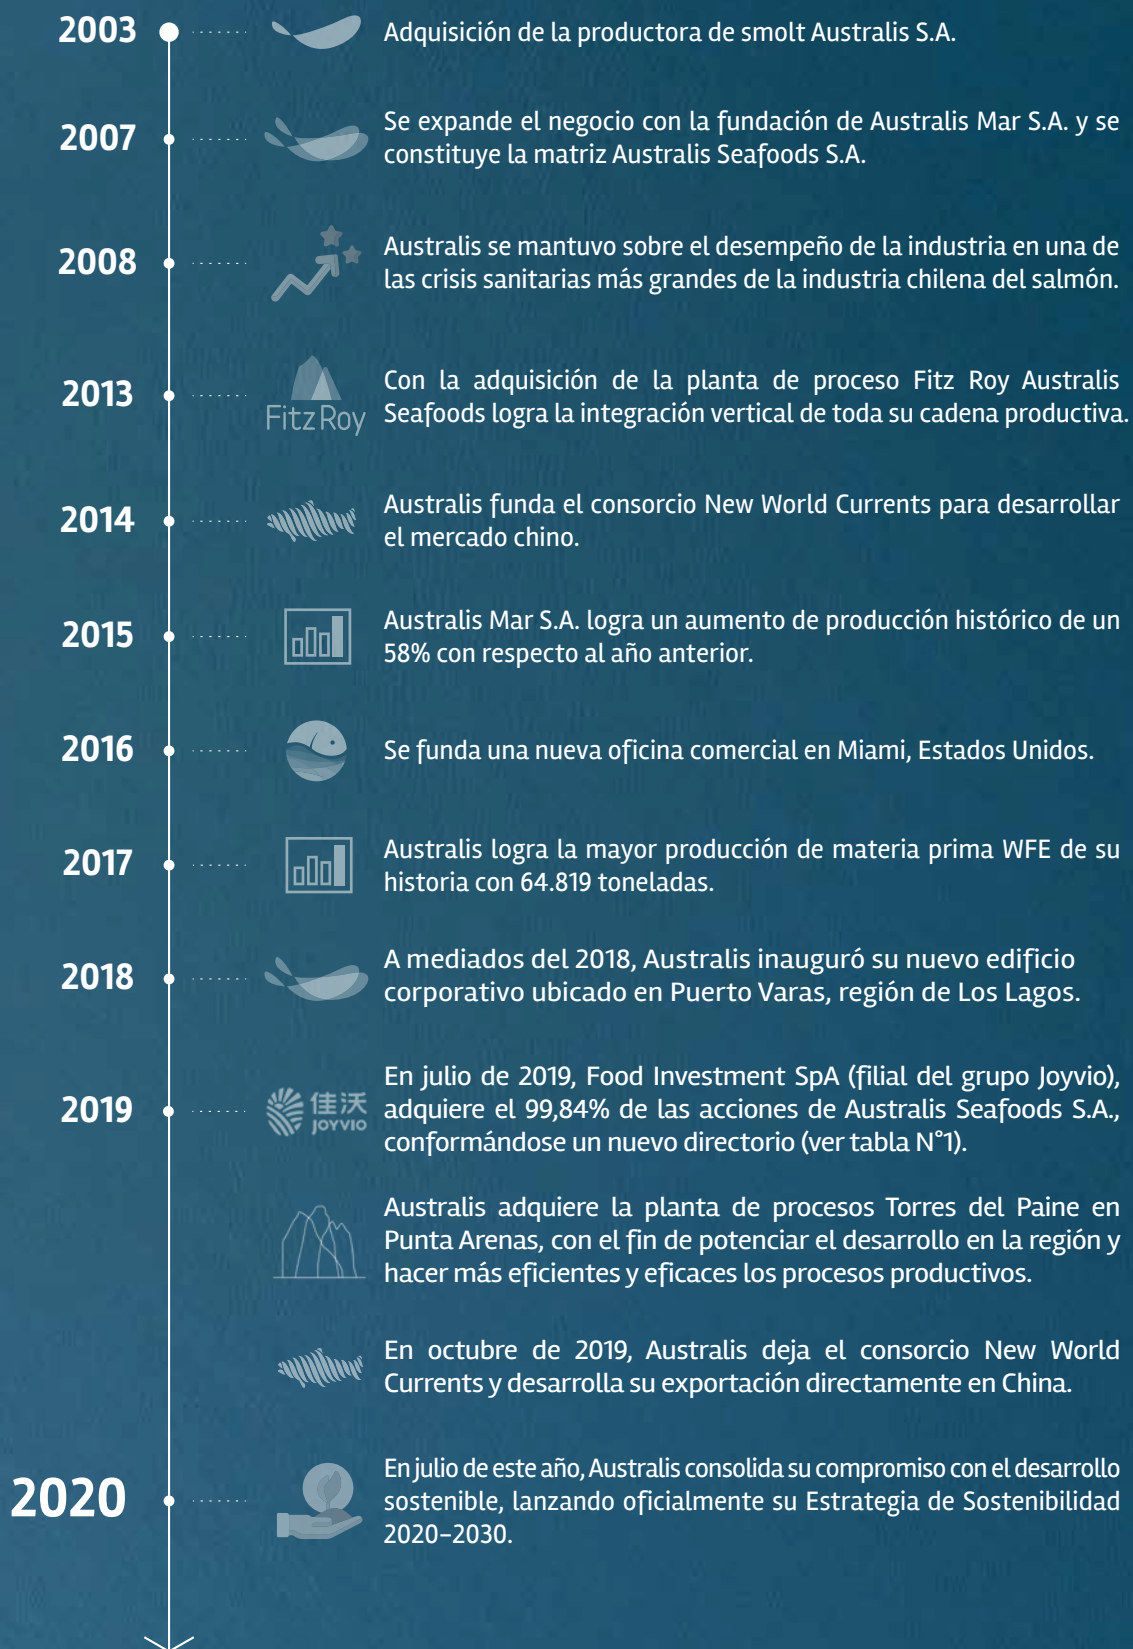 2003
Adquisición de la productora de smolt Australis S.A.
2007
Se expande el negocio con la fundación de Australis Mar S.A. y se
constituye la matriz Australis Seafoods S.A.
2008
Australis se mantuvo sobre el desempeño de la industria en una de
las crisis sanitarias más grandes de la industria chilena del salmón.
2013
FitzRoy
Con la adquisición de la planta de proceso Fitz Roy Australis
Seafoods logra la integración vertical de toda su cadena productiva.
2014
Australis funda el consorcio New World Currents para desarrollar
el mercado chino.
2015
Australis Mar S.A. logra un aumento de producción histórico de un
58% con respecto al año anterior.
2016
Se funda una nueva oficina comercial en Miami, Estados Unidos.
2017
Australis logra la mayor producción de materia prima WFE de su
historia con 64.819 toneladas.
2018
A mediados del 2018, Australis inauguró su nuevo edificio
corporativo ubicado en Puerto Varas, región de Los Lagos.
2019
佳沃
JOYVIO
En julio de 2019, Food Investment SpA (filial del grupo Joyvio),
adquiere el 99,84% de las acciones de Australis Seafoods S.A.,
conformándose un nuevo directorio (ver tabla N°1).
Australis adquiere la planta de procesos Torres del Paine en
Punta Arenas, con el fin de potenciar el desarrollo en la región y
hacer más eficientes y eficaces los procesos productivos.
En octubre de 2019, Australis deja el consorcio New World
Currents y desarrolla su exportación directamente en China.
2020
En julio de este año, Australis consolida su compromiso con el desarrollo
sostenible, lanzando oficialmente su Estrategia de Sostenibilidad
2020-2030.